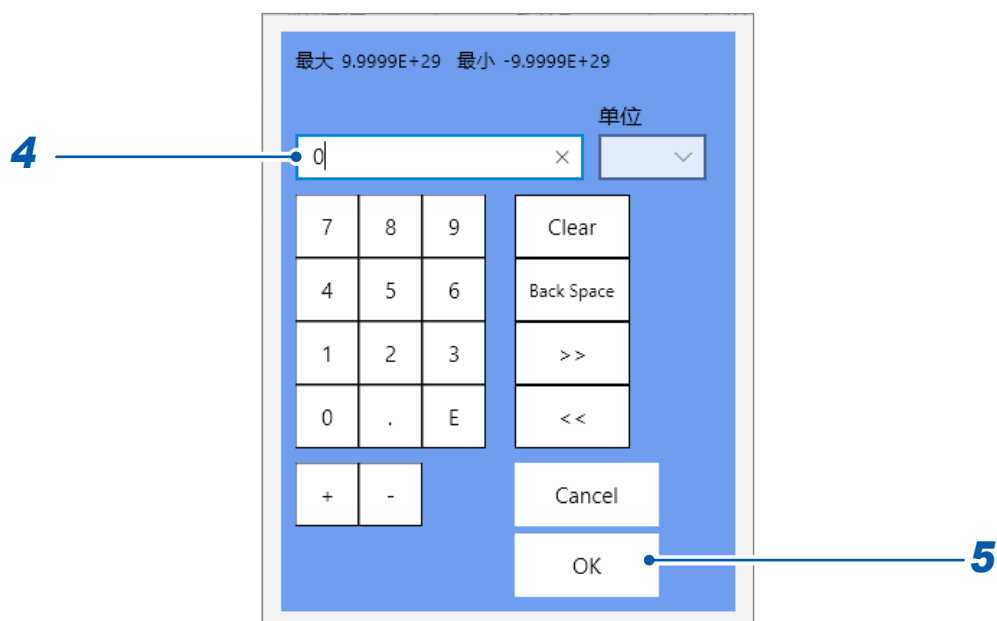 最大 9.9999E+29 最小 -9.9999E+29
单位
4
0
7 8 9 Clear
4 5 6 Back Space
1 2 3 >>
0 . E <<
+ - Cancel
OK
5